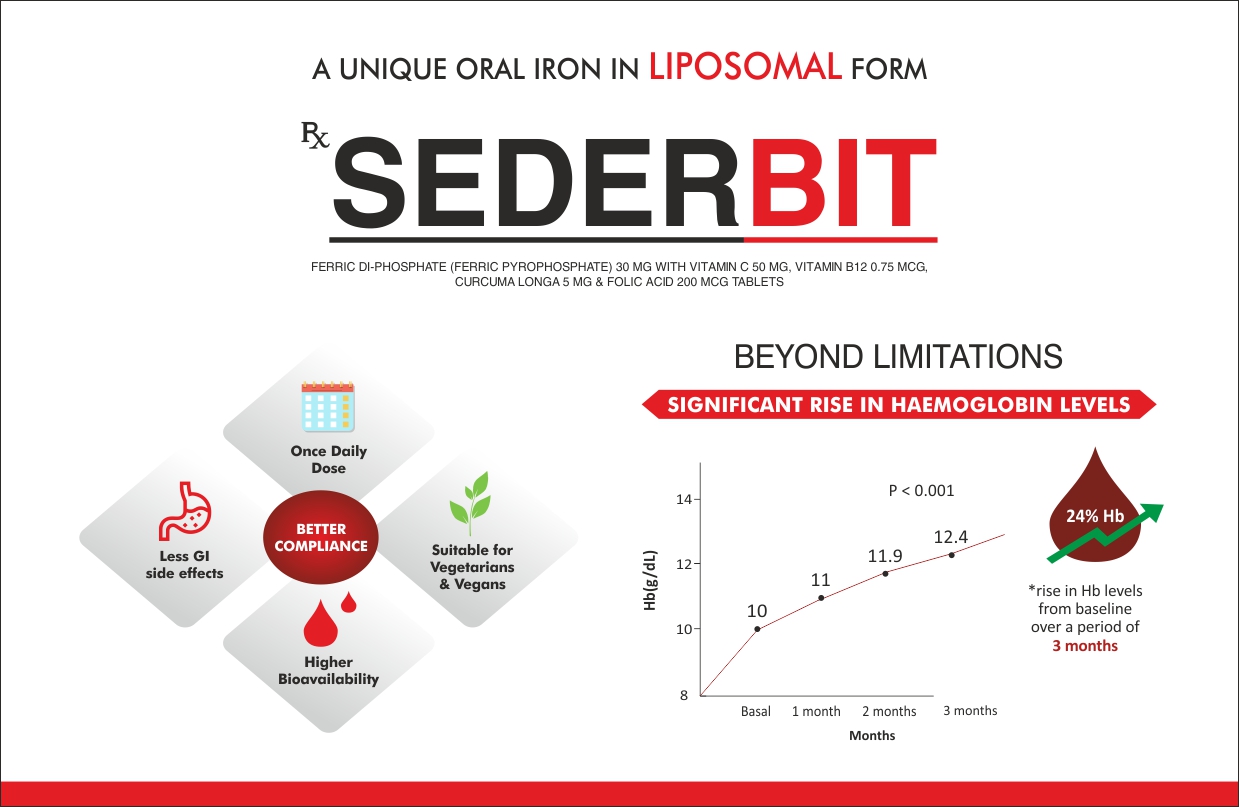 A UNIQUE ORAL IRON IN LIPOSOMAL FORM
Rx
SEDERBIT
FERRIC DI-PHOSPHATE (FERRIC PYROPHOSPHATE) 30 MG WITH VITAMIN C 50 MG, VITAMIN B12 0.75 MCG,
CURCUMA LONGA 5 MG & FOLIC ACID 200 MCG TABLETS
Once Daily
Dose
Less GI
side effects
BETTER
COMPLIANCE
Suitable for
Vegetarians
& Vegans
Higher
Bioavailability
BEYOND LIMITATIONS
SIGNIFICANT RISE IN HAEMOGLOBIN LEVELS
Hb(g/dL)
14
12
10
8
P < 0.001
10
11
11.9
12.4
Basal
1 month
2 months
3 months
Months
24% Hb
*rise in Hb levels
from baseline
over a period of
3 months